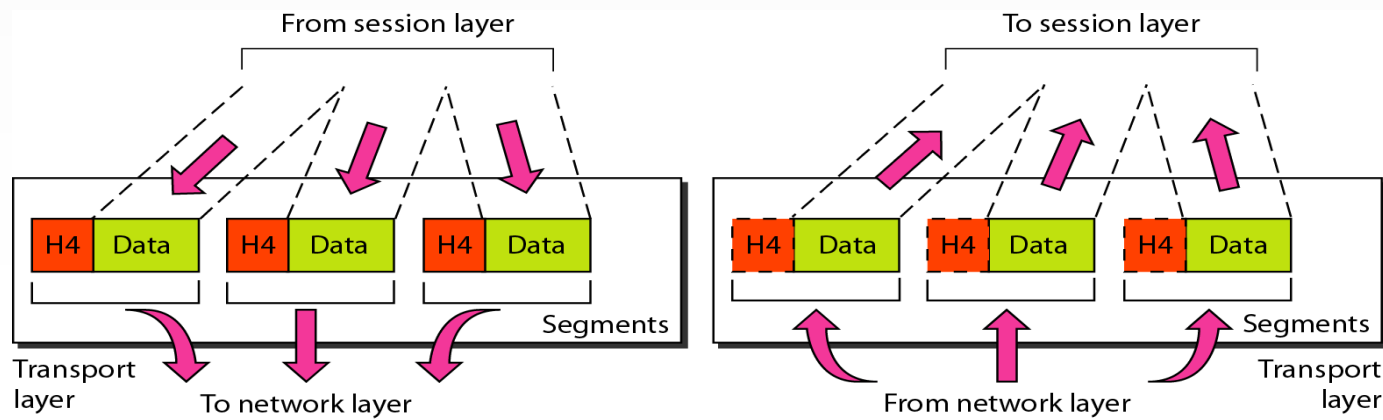 From session layer
H4 Data H4 Data H4 Data
Segments
Transport
layer
To network layer
To session layer
H4 Data H4 Data H4 Data
Segments
From network layer
Transport
layer